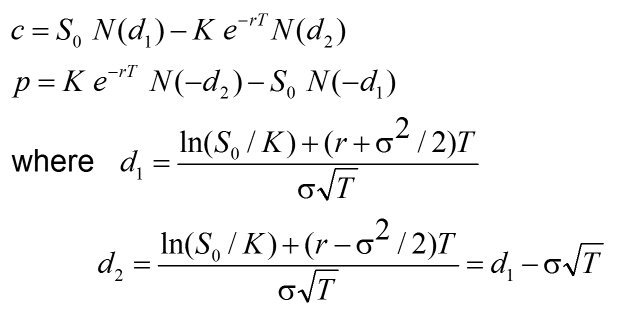 c = S₀ N(d₁) − K e^(−rT) N(d₂)
p = K e^(−rT) N(−d₂) − S₀ N(−d₁)
where d₁ = (ln(S₀ / K) + (r + σ² / 2)T) / (σ√T)
d₂ = (ln(S₀ / K) + (r − σ² / 2)T) / (σ√T) = d₁ − σ√T